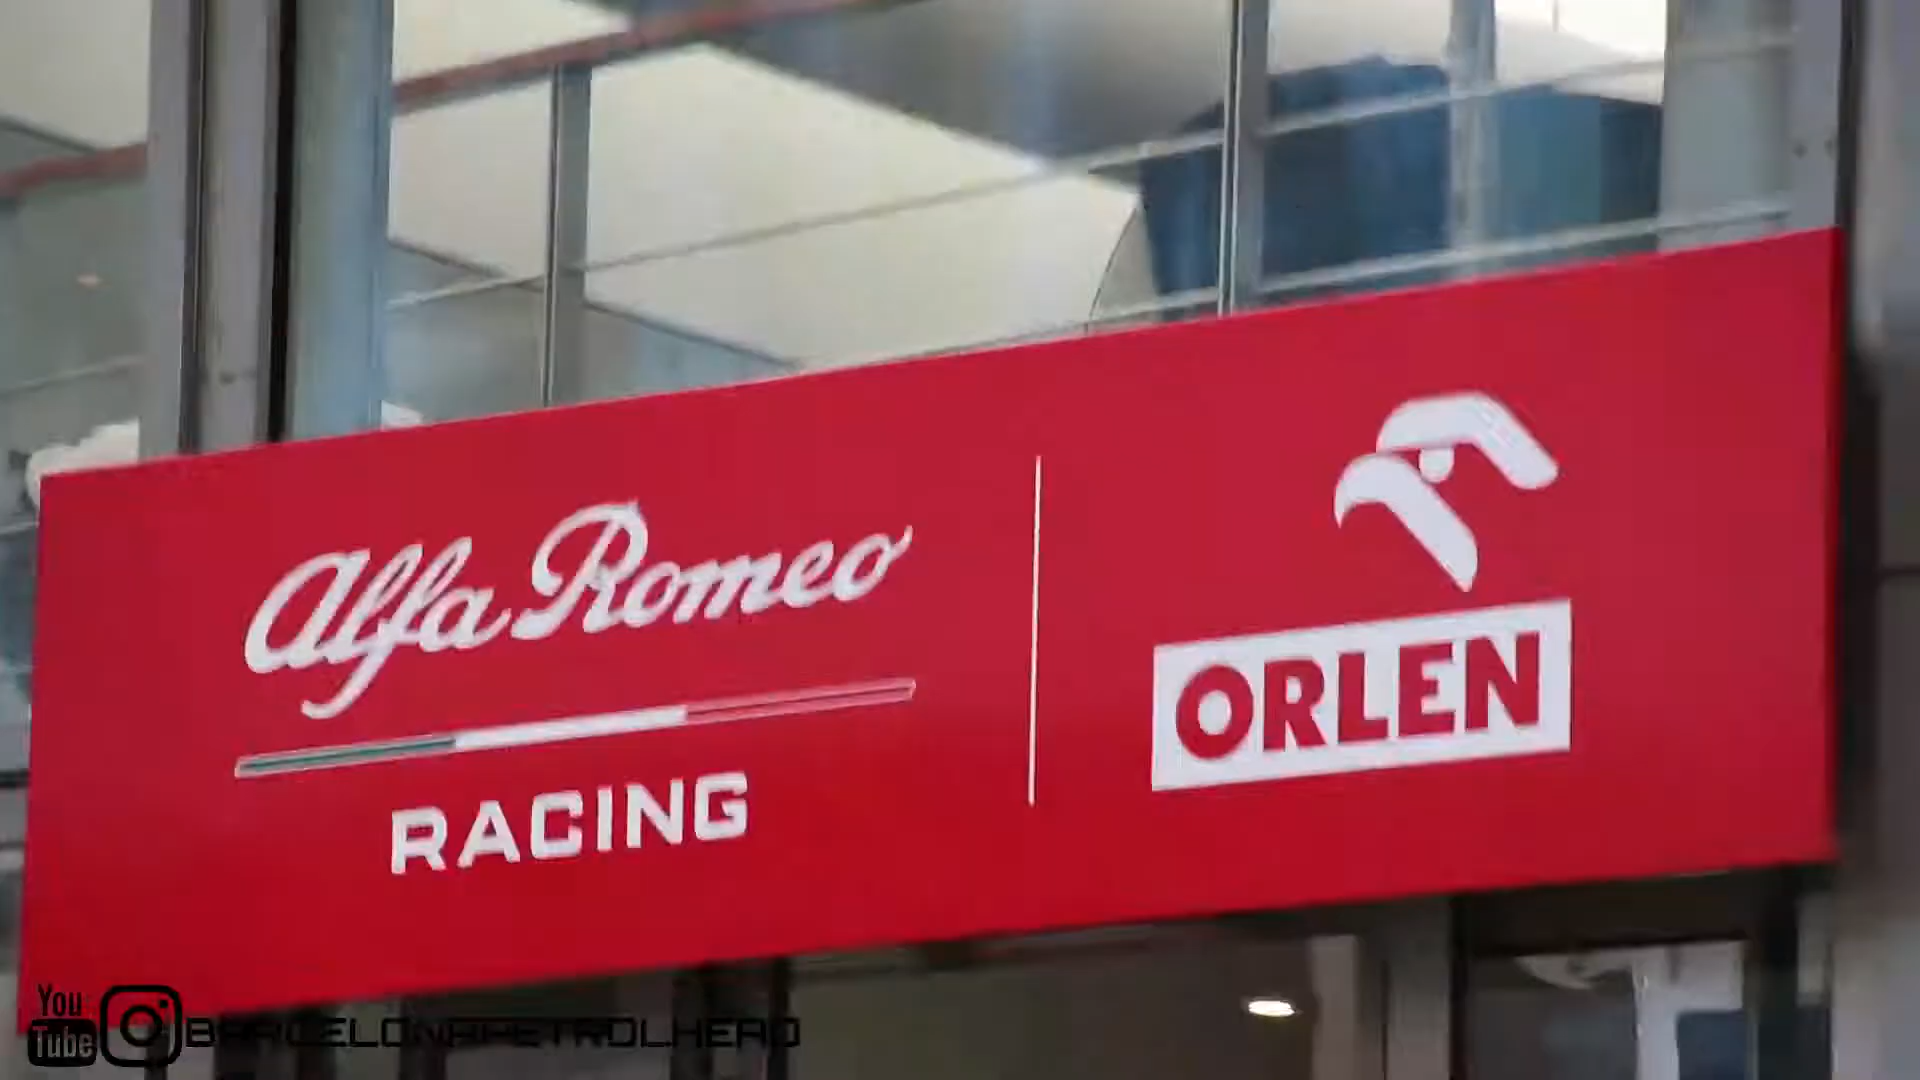 Alfa Romeo
RACING
ORLEN
You
Tube
BARCELONAPETROLHEAD